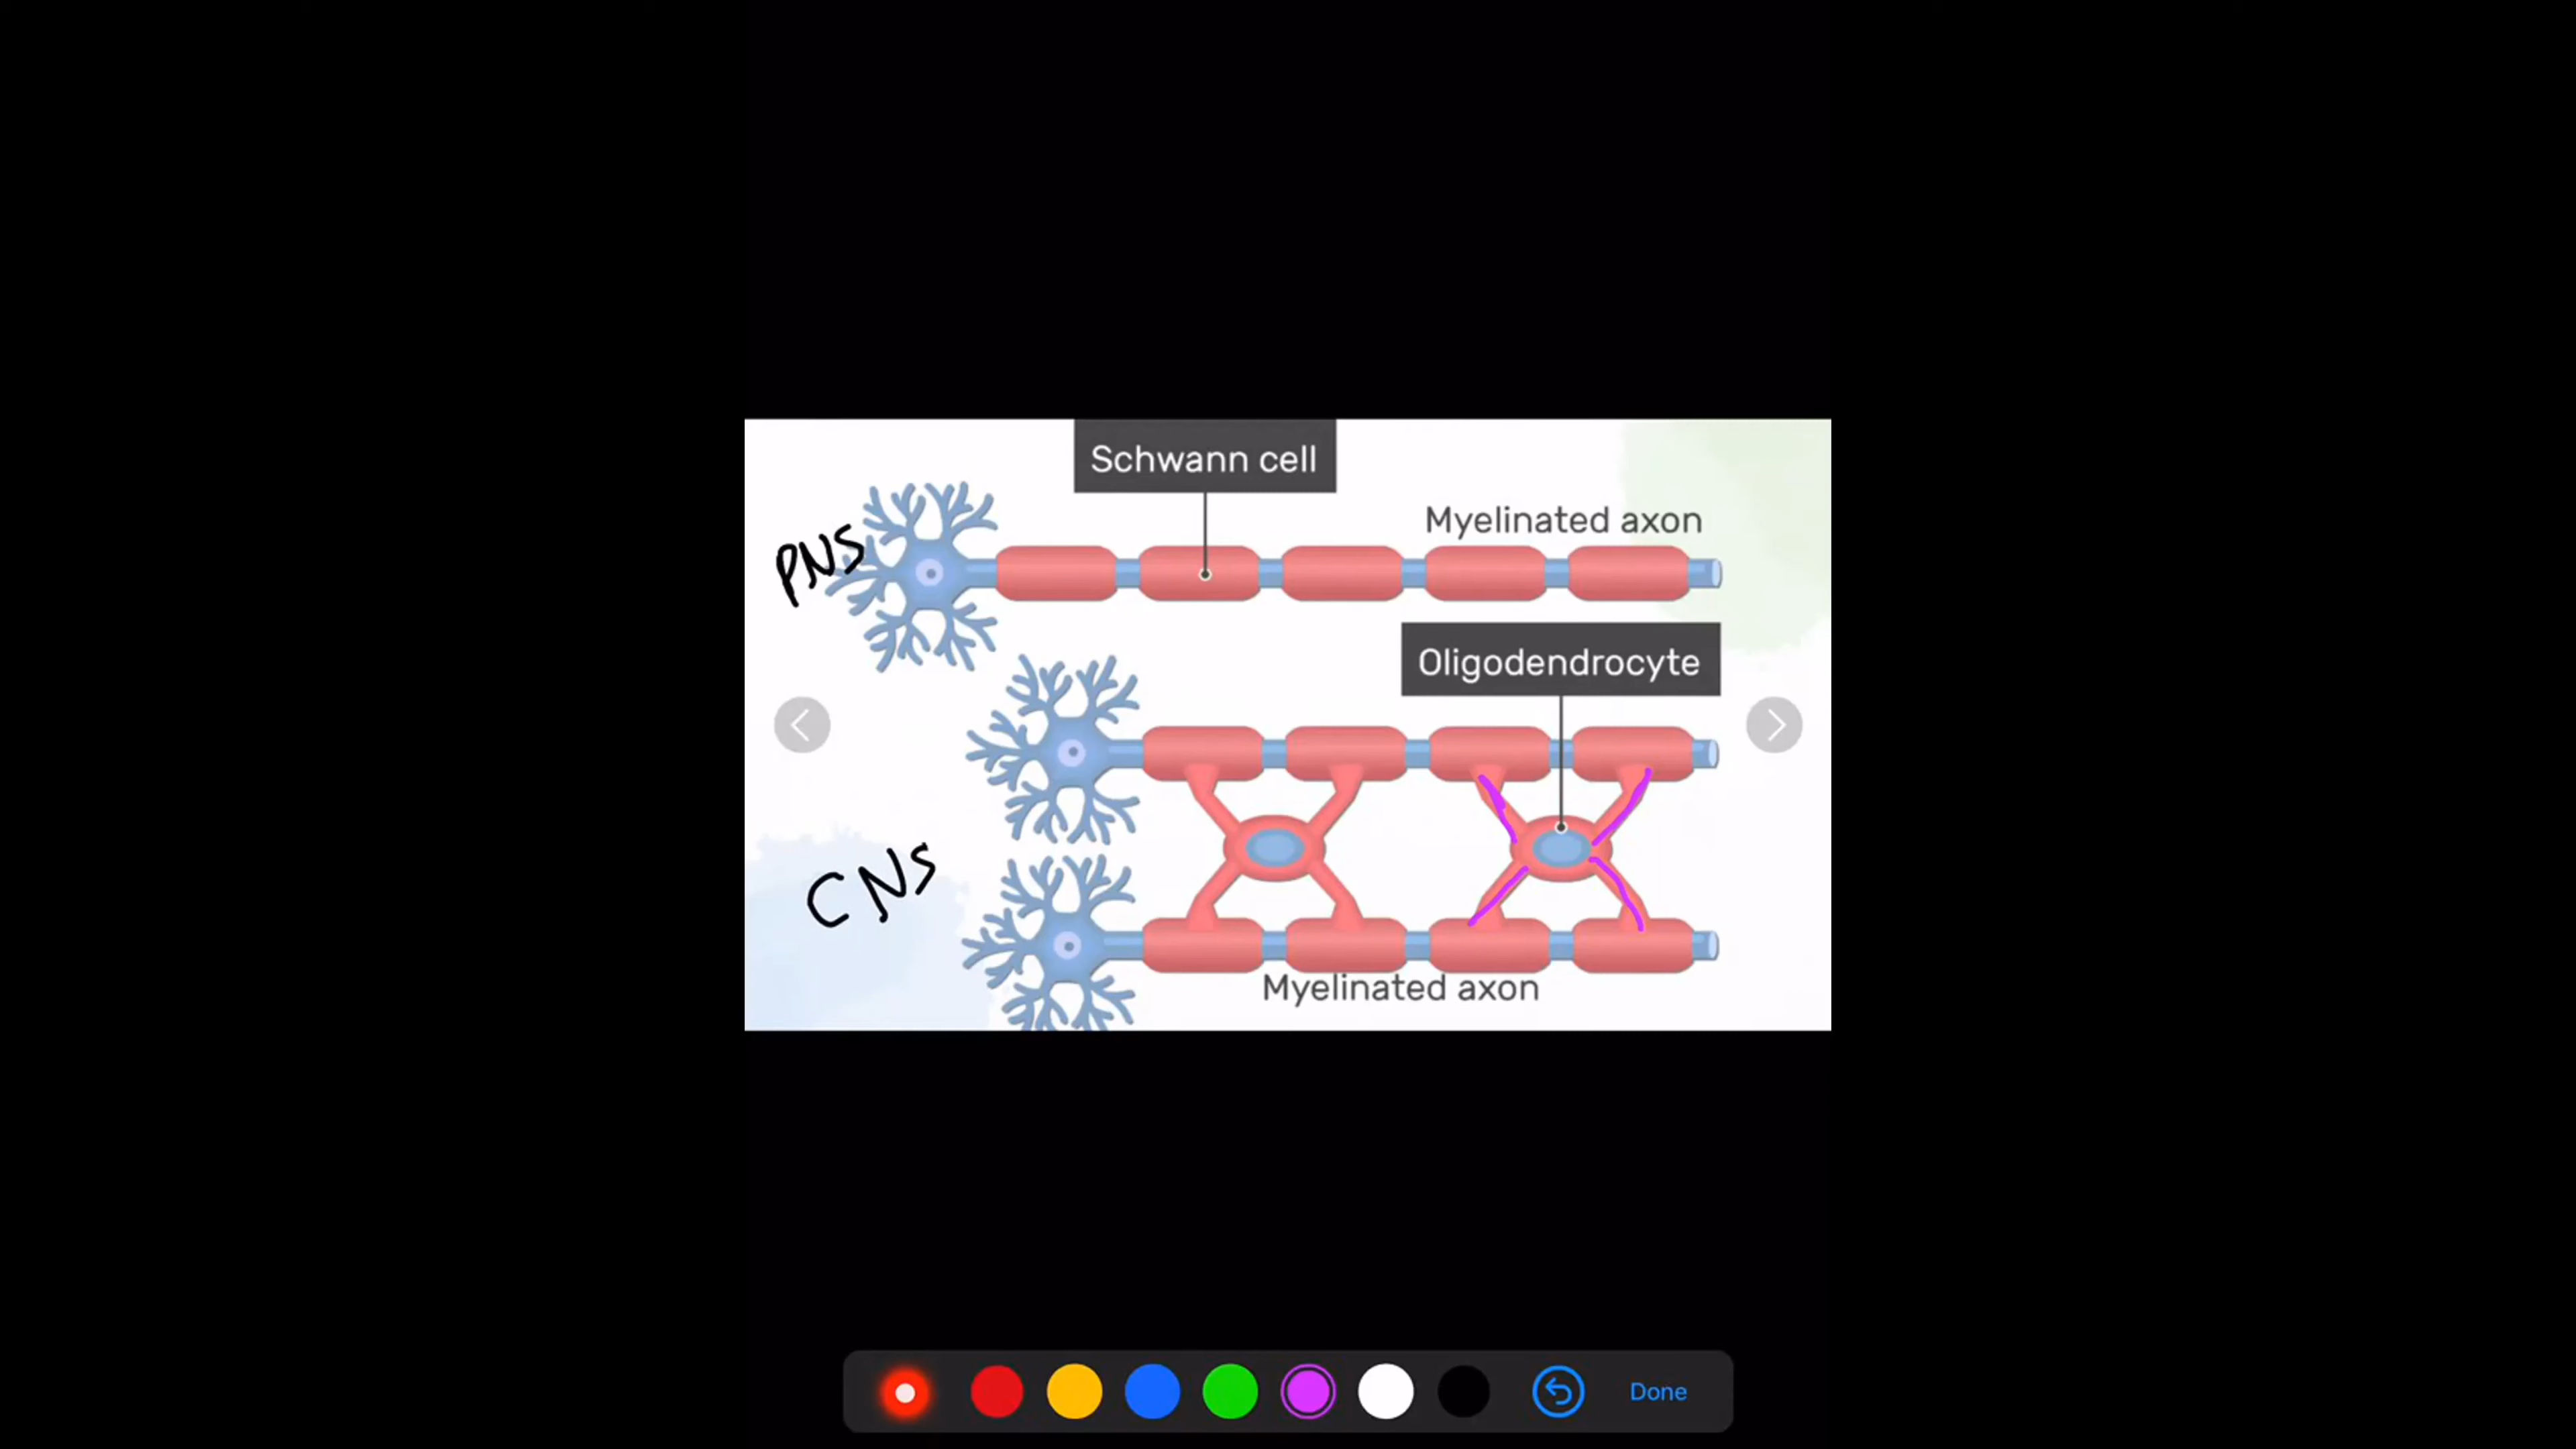 Schwann cell
Myelinated axon
PNS
Oligodendrocyte
CNS
Myelinated axon
Done